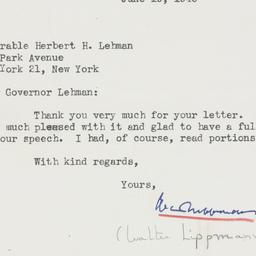 rable Herbert H. Lehman
Park Avenue
York 21, New York
Governor Lehman:
Thank you very much for your letter.
much pleased with it and glad to have a ful
our speech. I had, of course, read portions
With kind regards,
Yours,
(Walter Lippmann